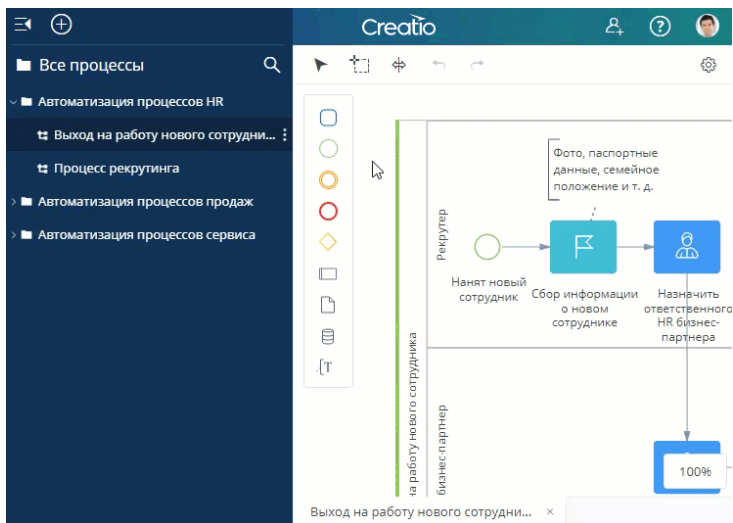 Creatio
Все процессы
Автоматизация процессов HR
Выход на работу нового сотрудни...
Процесс рекрутинга
Автоматизация процессов продаж
Автоматизация процессов сервиса
Фото, паспортные
данные, семейное
положение и т. д.
Рекрутер
Нанят новый
сотрудник
Сбор информации
о новом
сотруднике
Назначить
ответственного
HR бизнес-
партнера
на работу нового сотрудника
бизнес-партнер
100%
Выход на работу нового сотрудни...